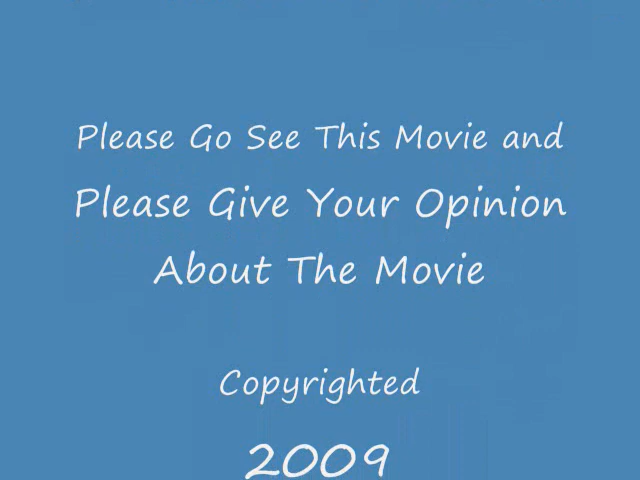 Please Go See This Movie and
Please Give Your Opinion
About The Movie
Copyrighted
2009